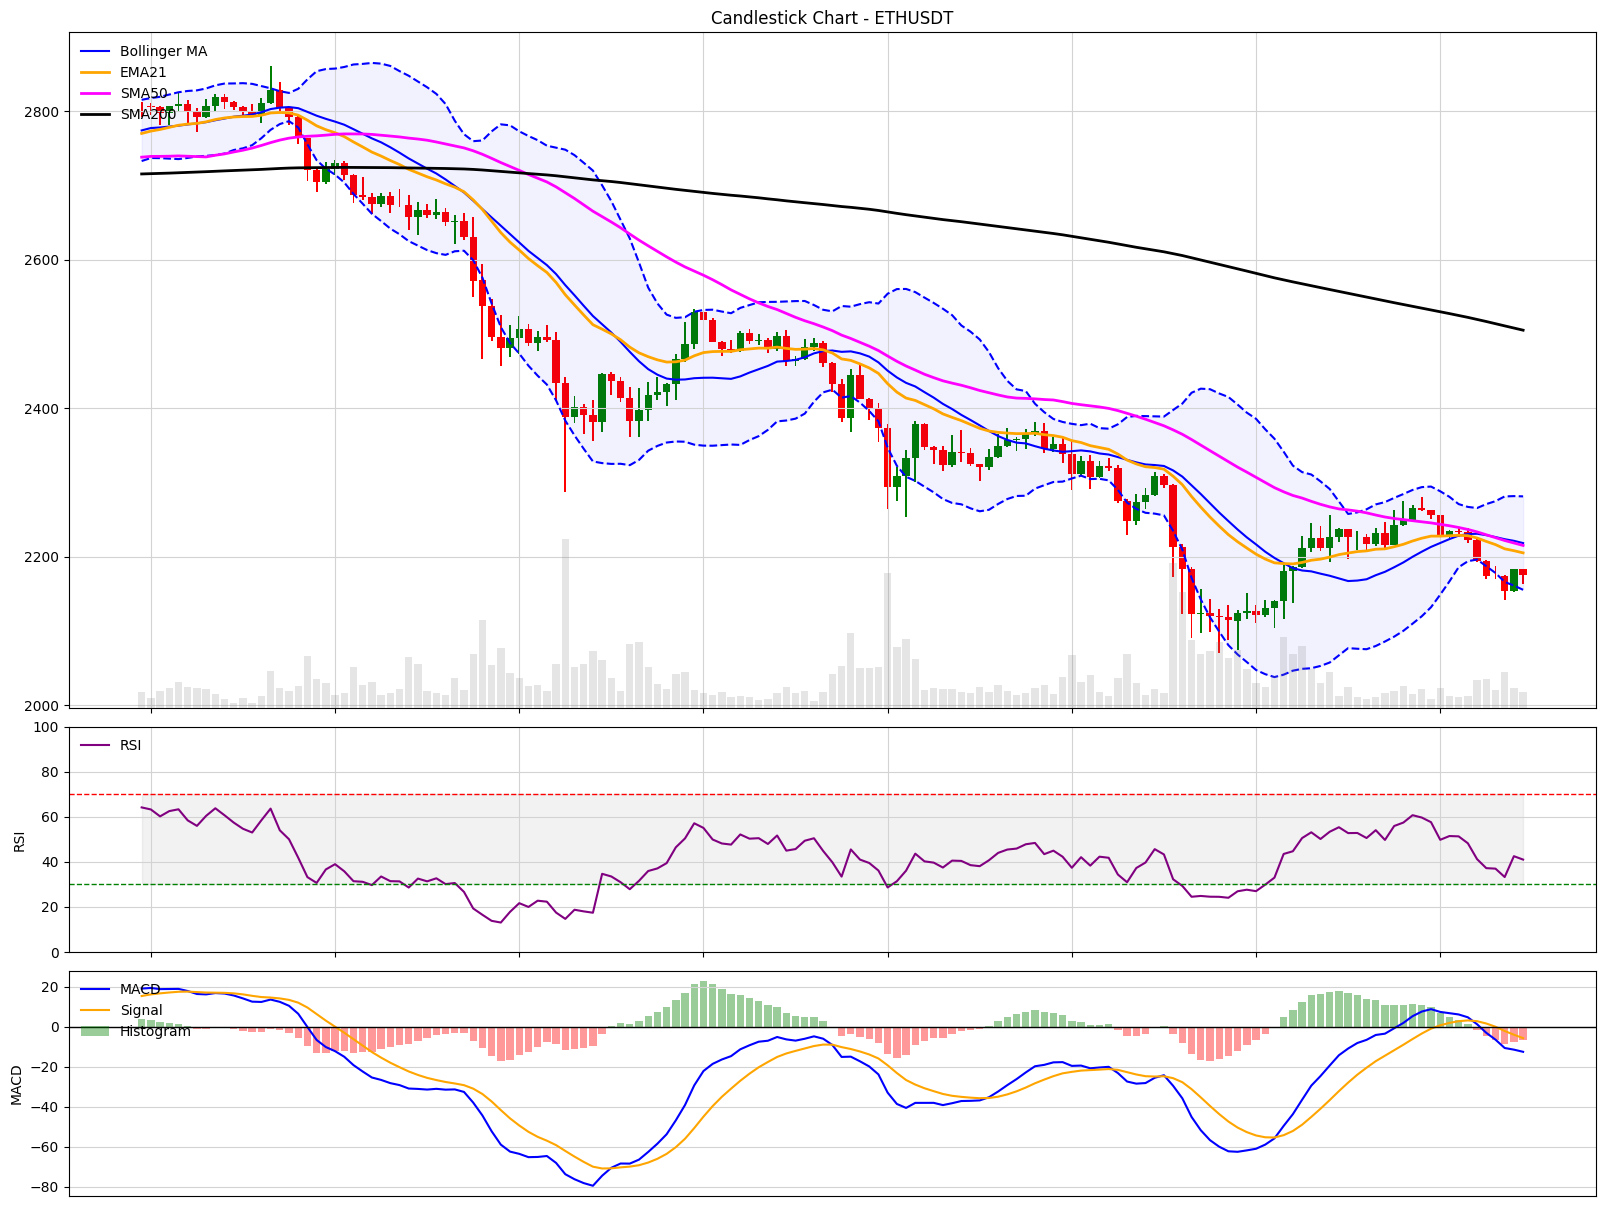 Candlestick Chart - ETHUSDT
Bollinger MA
EMA21
SMA50
SMA200
2800
2600
2400
2200
2000
RSI
100
80
60
40
20
0
RSI
MACD
Signal
Histogram
20
0
−20
−40
−60
−80
MACD